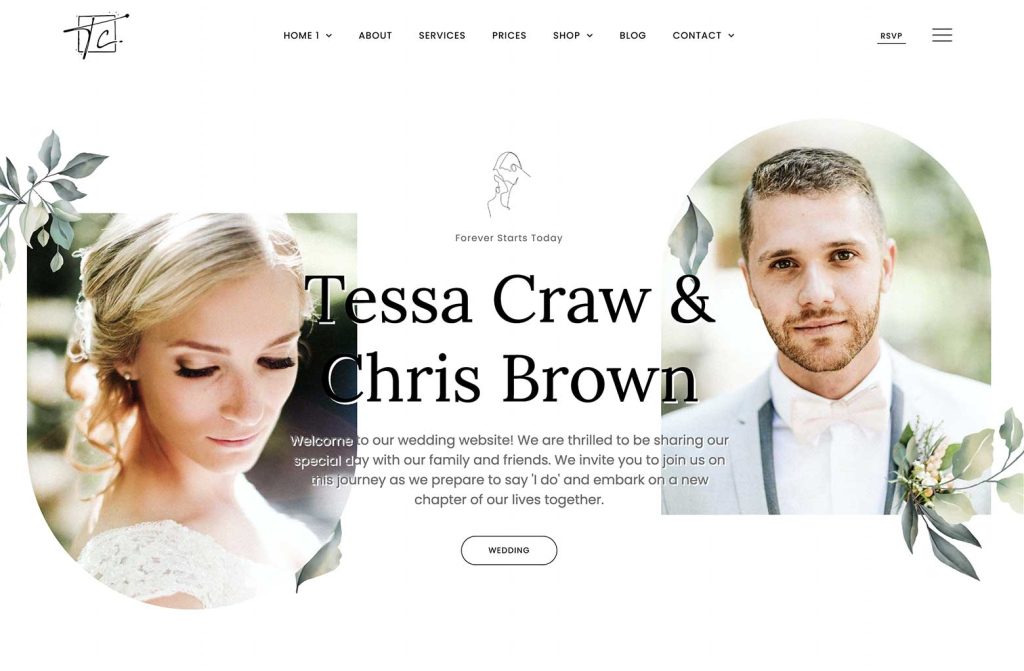 Tc
HOME 1
ABOUT
SERVICES
PRICES
SHOP
BLOG
CONTACT
RSVP
Forever Starts Today
Tessa Craw &
Chris Brown
Welcome to our wedding website! We are thrilled to be sharing our
special day with our family and friends. We invite you to join us on
this journey as we prepare to say 'I do' and embark on a new
chapter of our lives together.
WEDDING